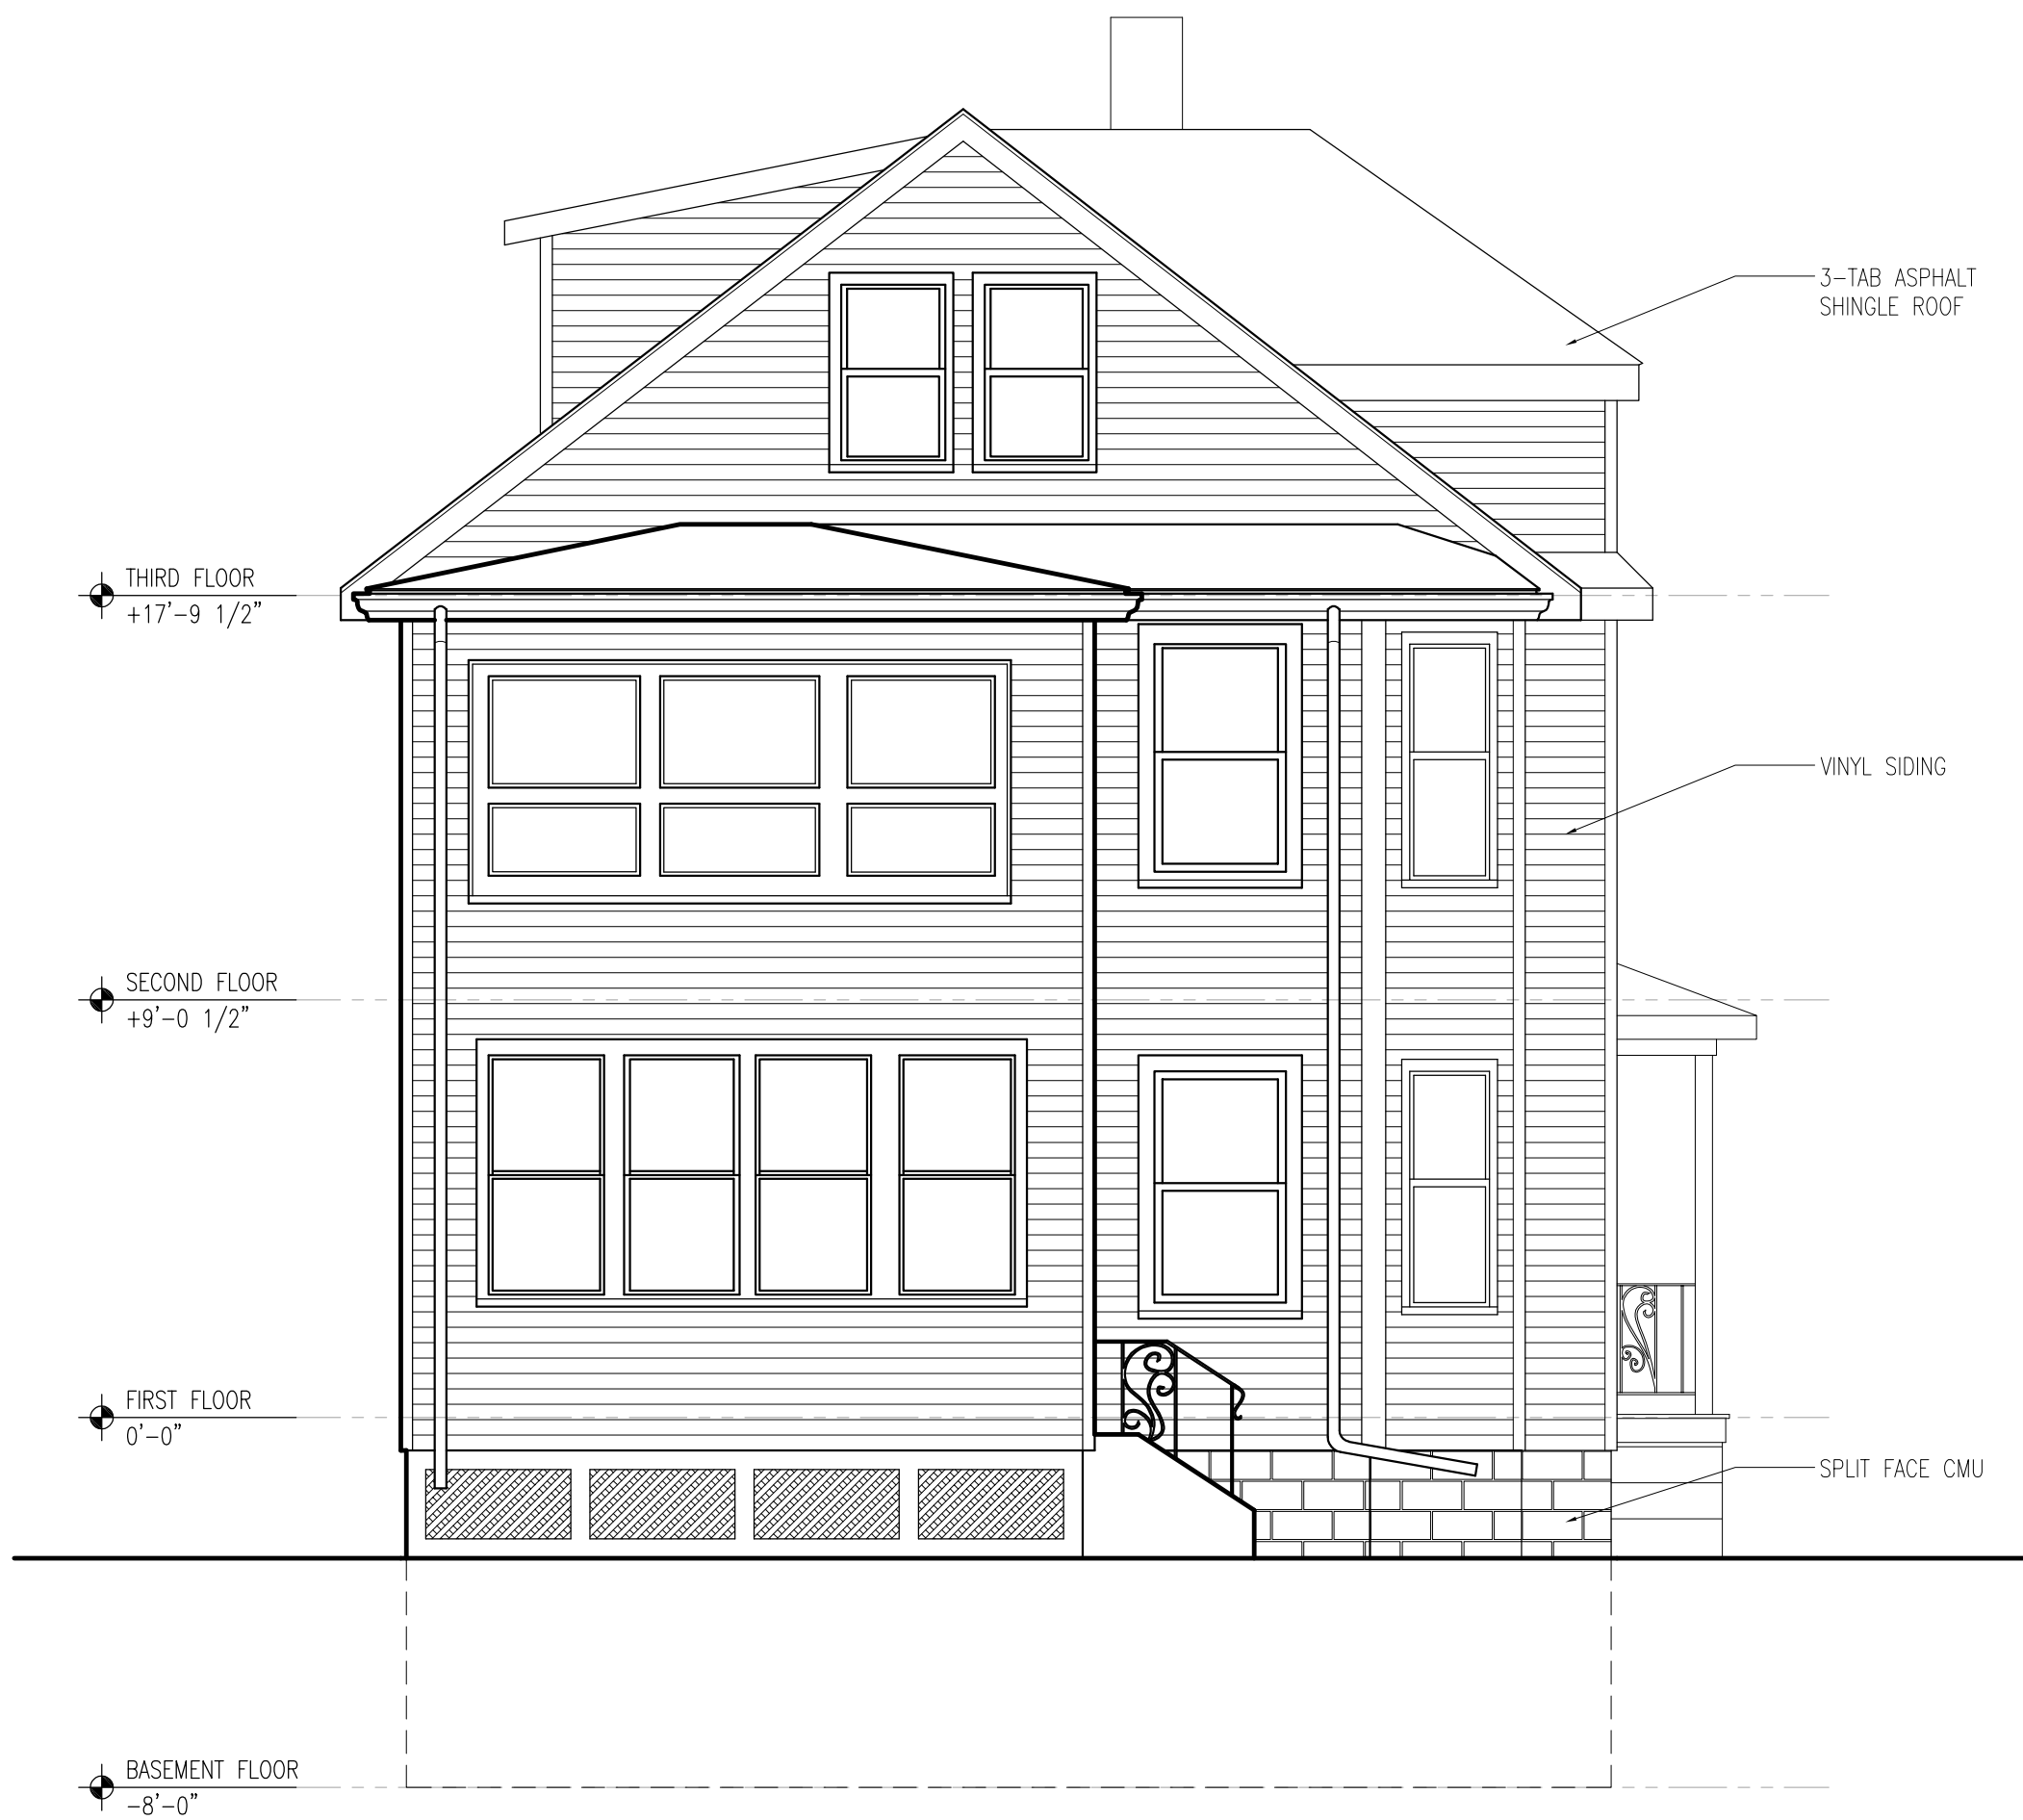 3-TAB ASPHALT
SHINGLE ROOF
THIRD FLOOR
+17'-9 1/2"
VINYL SIDING
SECOND FLOOR
+9'-0 1/2"
FIRST FLOOR
0'-0"
SPLIT FACE CMU
BASEMENT FLOOR
-8'-0"